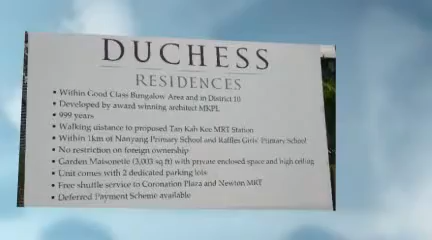 DUCHESS
RESIDENCES
• Within Good Class Bungalow Area and in District 10
• Developed by award winning architect MKPL
• 999 years
• Walking distance to proposed Tan Kah Kee MRT Station
• Within 1km of Nanyang Primary School and Raffles Girls' Primary School
• No restriction on foreign ownership
• Garden Maisonette (3,003 sq ft) with private enclosed space and high ceiling
• Unit comes with 2 dedicated parking lots
• Free shuttle service to Coronation Plaza and Newton MRT
• Deferred Payment Scheme available